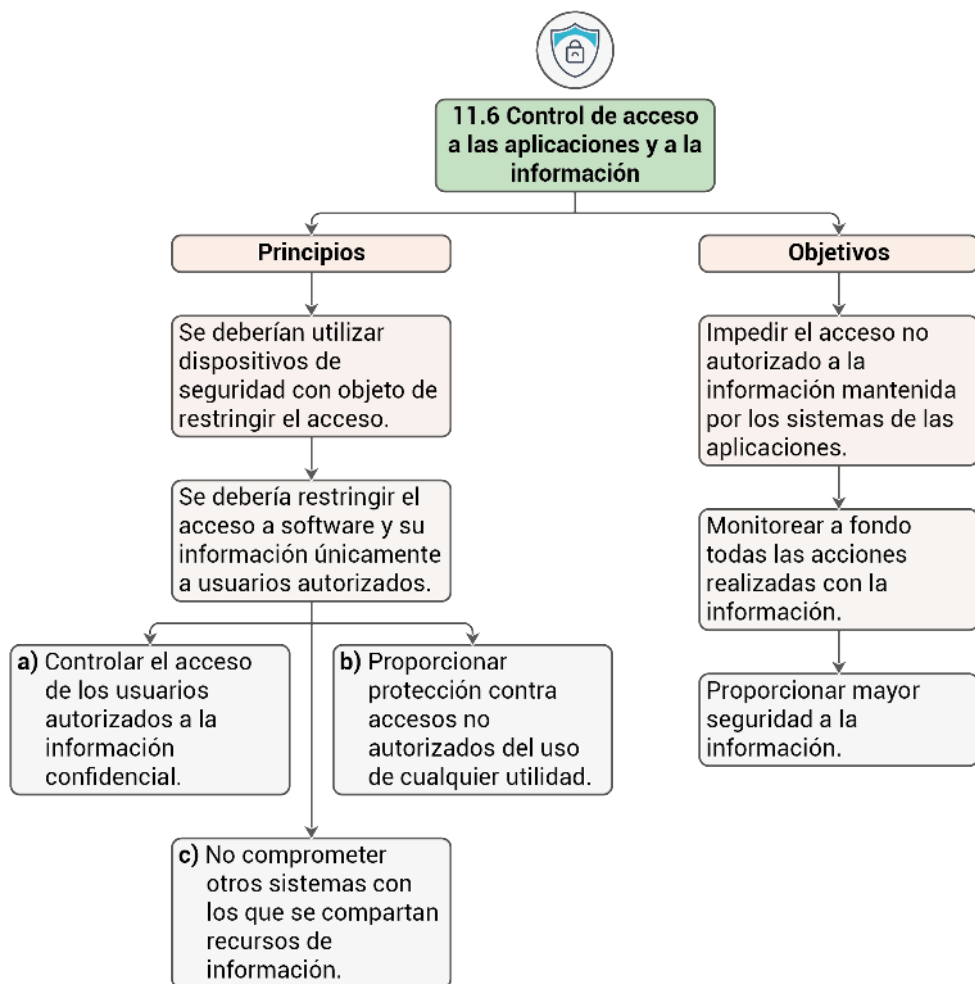 11.6 Control de acceso
a las aplicaciones y a la
información
Principios
Se deberían utilizar
dispositivos de
seguridad con objeto de
restringir el acceso.
Se debería restringir el
acceso a software y su
información únicamente
a usuarios autorizados.
a) Controlar el acceso
de los usuarios
autorizados a la
información
confidencial.
b) Proporcionar
protección contra
accesos no
autorizados del uso
de cualquier utilidad.
c) No comprometer
otros sistemas con
los que se compartan
recursos de
información.
Objetivos
Impedir el acceso no
autorizado a la
información mantenida
por los sistemas de las
aplicaciones.
Monitorear a fondo
todas las acciones
realizadas con la
información.
Proporcionar mayor
seguridad a la
información.